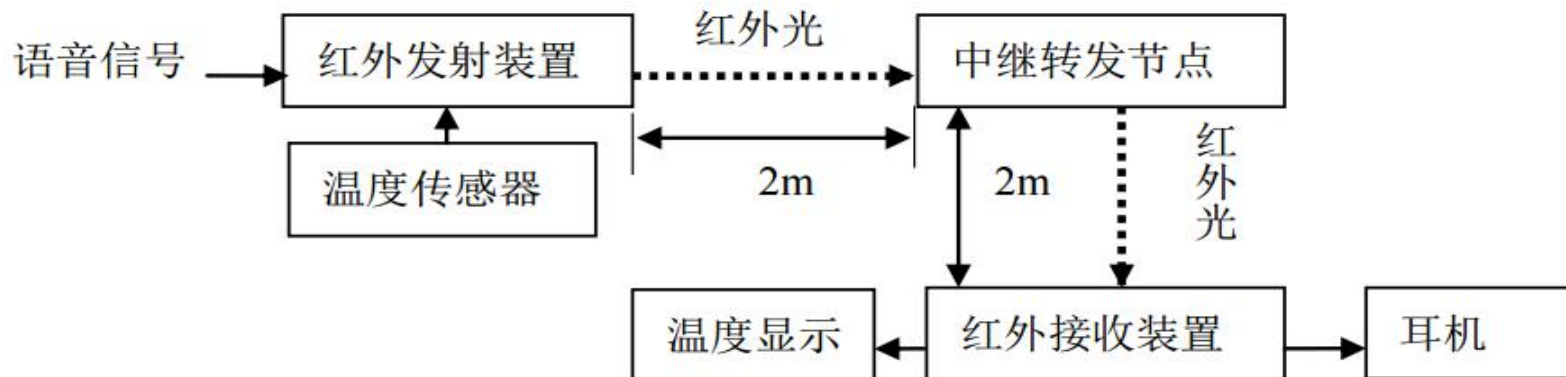 语音信号
红外发射装置
红外光
中继转发节点
温度传感器
2m
2m
红外光
温度显示
红外接收装置
耳机